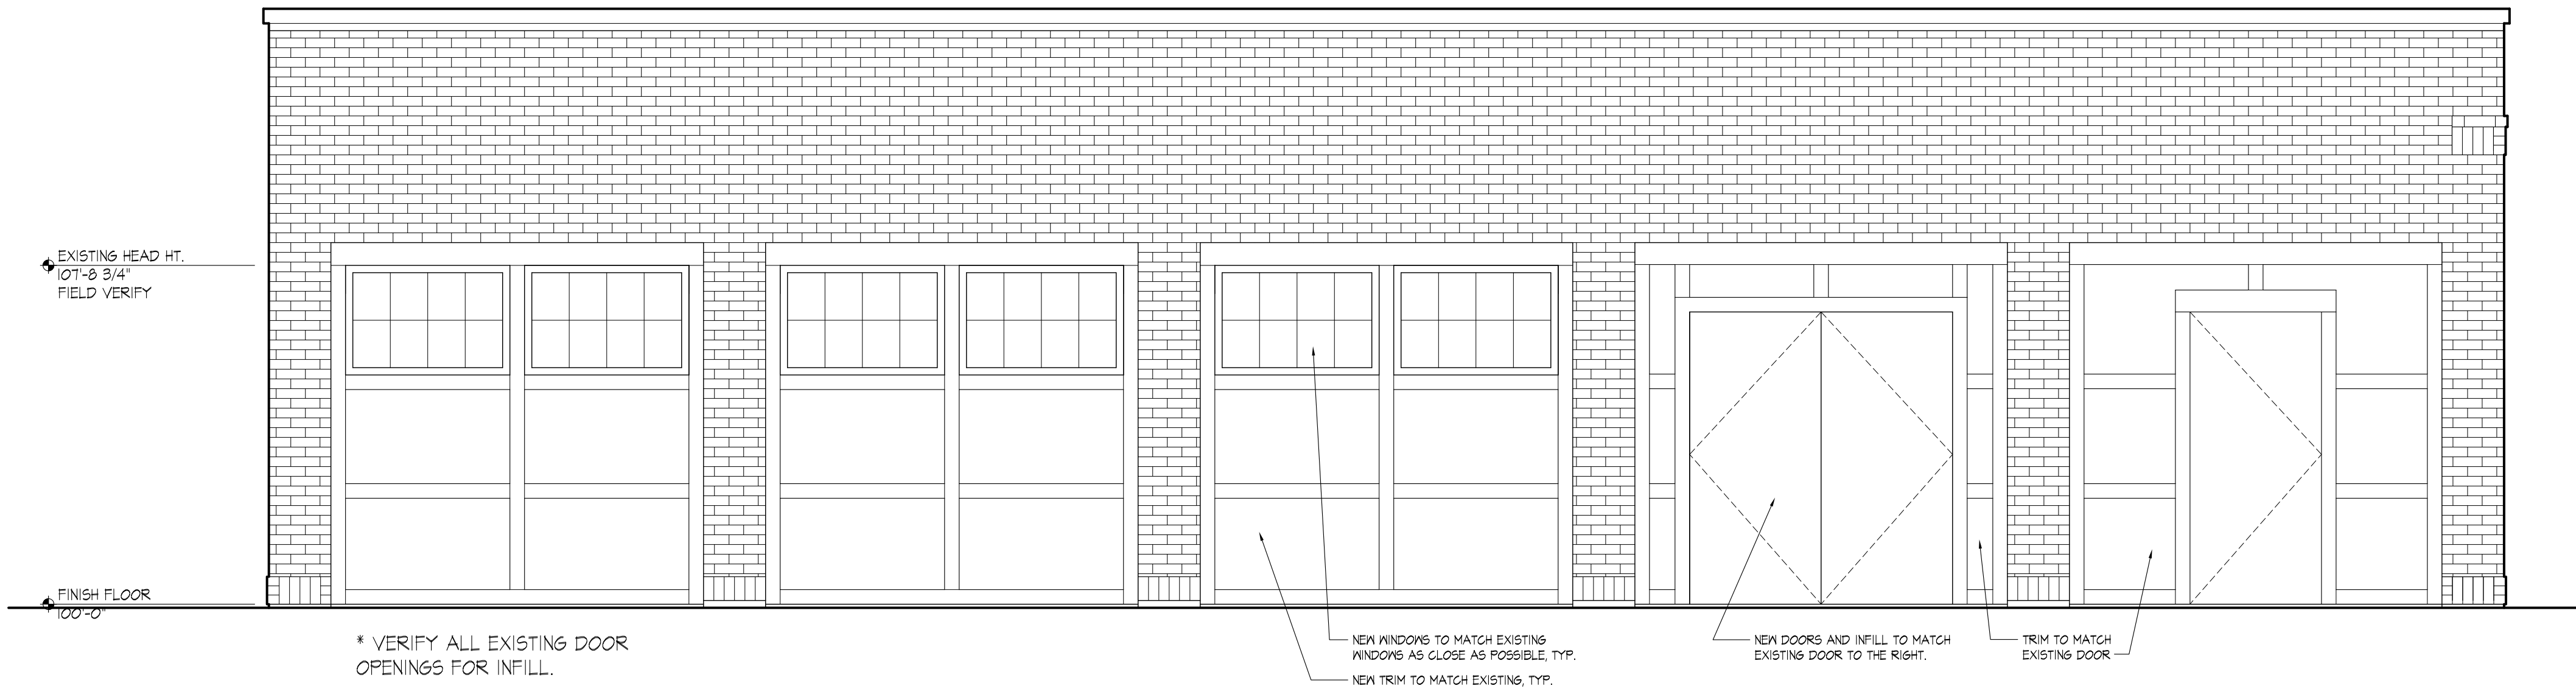 EXISTING HEAD HT.
107'-8 3/4"
FIELD VERIFY
FINISH FLOOR
100'-0"
* VERIFY ALL EXISTING DOOR
OPENINGS FOR INFILL.
NEW WINDOWS TO MATCH EXISTING
WINDOWS AS CLOSE AS POSSIBLE, TYP.
NEW TRIM TO MATCH EXISTING, TYP.
NEW DOORS AND INFILL TO MATCH
EXISTING DOOR TO THE RIGHT.
TRIM TO MATCH
EXISTING DOOR